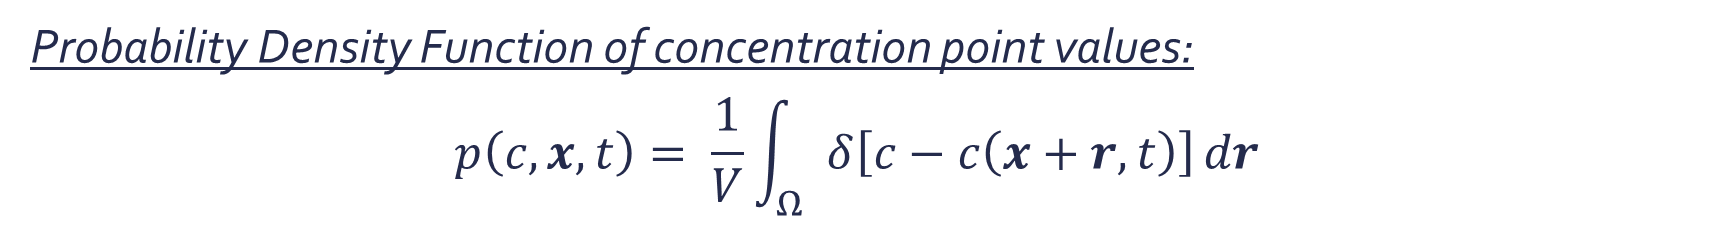 Probability Density Function of concentration point values:
p(c, x, t) = 1/V ∫_Ω δ[c − c(x + r, t)] dr